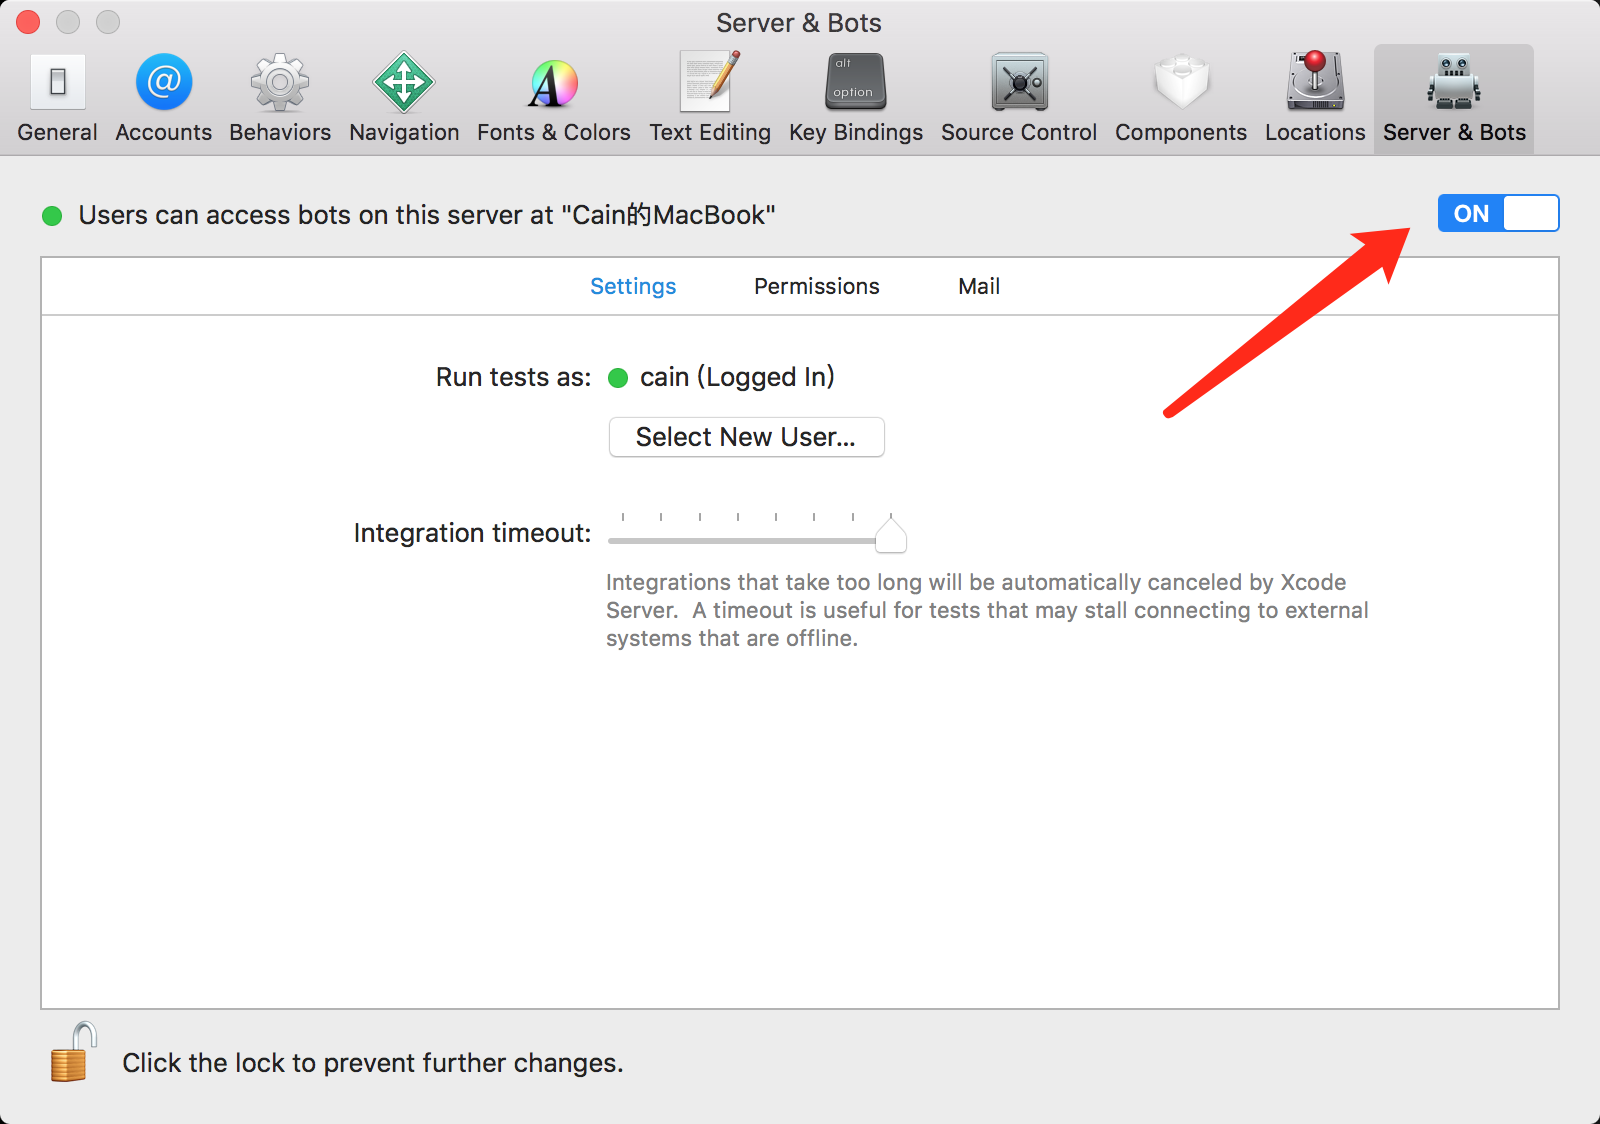 Server & Bots
@
A
alt
option
General Accounts Behaviors Navigation Fonts & Colors Text Editing Key Bindings Source Control Components Locations Server & Bots
Users can access bots on this server at "Cain的MacBook"
ON
Settings Permissions Mail
Run tests as: cain (Logged In)
Select New User...
Integration timeout:
Integrations that take too long will be automatically canceled by Xcode
Server. A timeout is useful for tests that may stall connecting to external
systems that are offline.
Click the lock to prevent further changes.